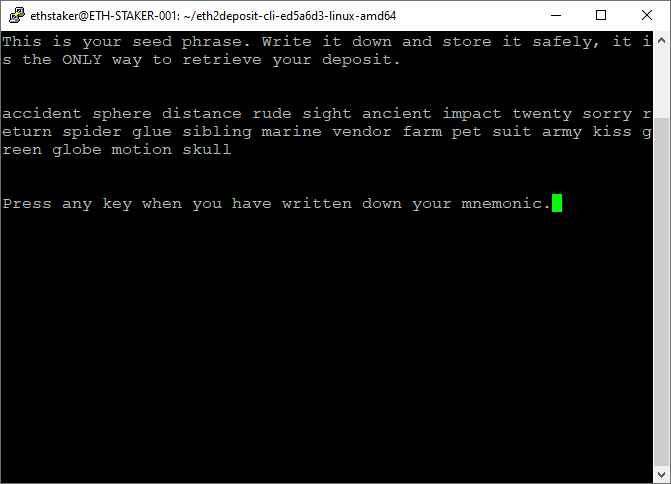 ethstaker@ETH-STAKER-001: ~/eth2deposit-cli-ed5a6d3-linux-amd64
This is your seed phrase. Write it down and store it safely, it i
s the ONLY way to retrieve your deposit.
accident sphere distance rude sight ancient impact twenty sorry r
eturn spider glue sibling marine vendor farm pet suit army kiss g
reen globe motion skull
Press any key when you have written down your mnemonic.